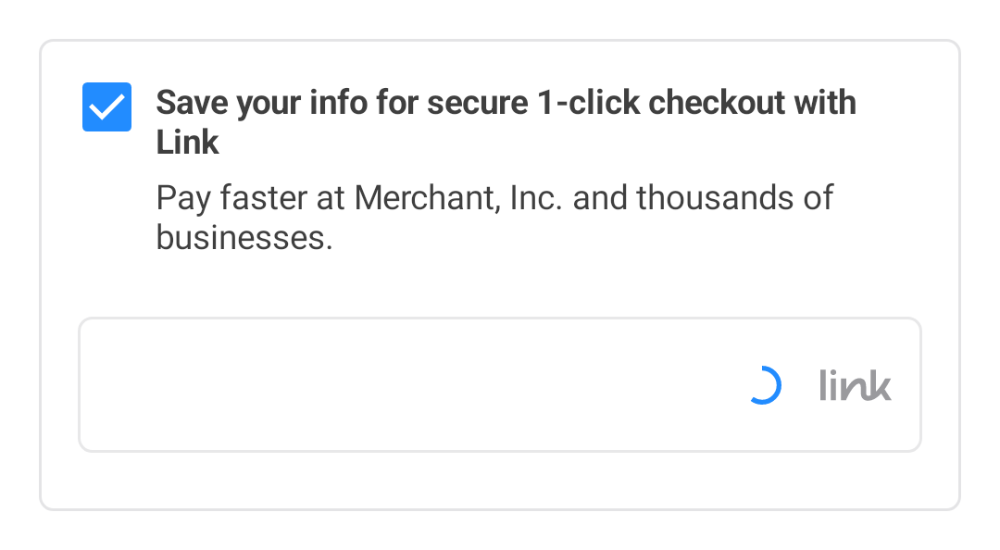 Save your info for secure 1-click checkout with
Link
Pay faster at Merchant, Inc. and thousands of
businesses.
link